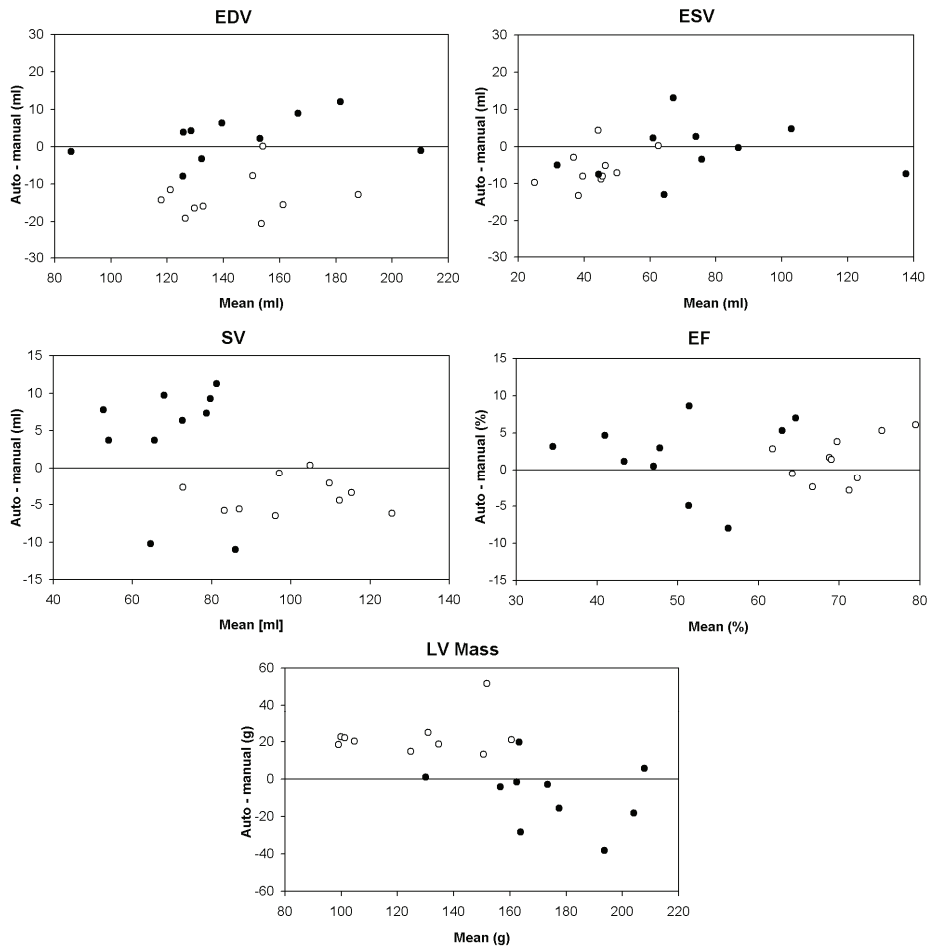 EDV
Auto - manual (ml)
30
20
10
0
-10
-20
-30
80 100 120 140 160 180 200 220
Mean (ml)
ESV
Auto - manual (ml)
30
20
10
0
-10
-20
-30
20 40 60 80 100 120 140
Mean (ml)
SV
Auto - manual (ml)
15
10
5
0
-5
-10
-15
40 60 80 100 120 140
Mean [ml]
EF
Auto - manual (%)
15
10
5
0
-5
-10
-15
30 40 50 60 70 80
Mean (%)
LV Mass
Auto - manual (g)
60
40
20
0
-20
-40
-60
80 100 120 140 160 180 200 220
Mean (g)